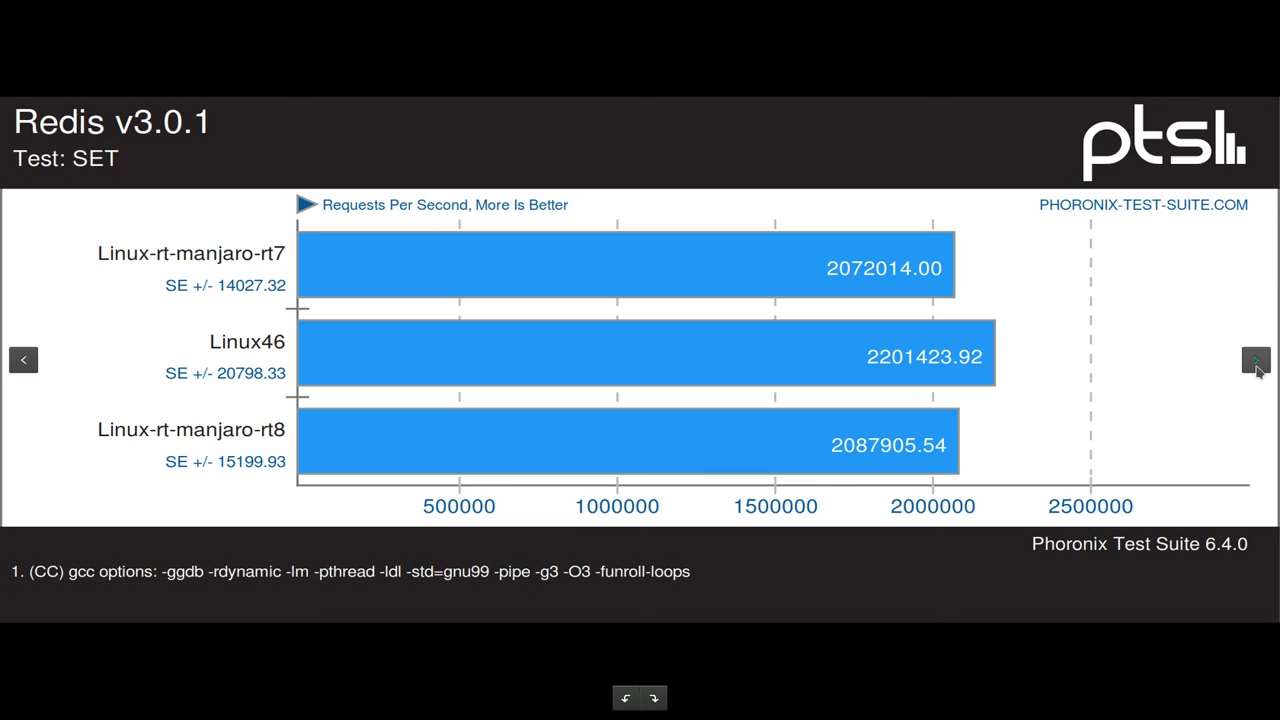 Redis v3.0.1
Test: SET
ptsl
Requests Per Second, More Is Better
PHORONIX-TEST-SUITE.COM
Linux-rt-manjaro-rt7
SE +/- 14027.32
2072014.00
Linux46
SE +/- 20798.33
2201423.92
Linux-rt-manjaro-rt8
SE +/- 15199.93
2087905.54
500000 1000000 1500000 2000000 2500000
Phoronix Test Suite 6.4.0
1. (CC) gcc options: -ggdb -rdynamic -lm -pthread -ldl -std=gnu99 -pipe -g3 -O3 -funroll-loops